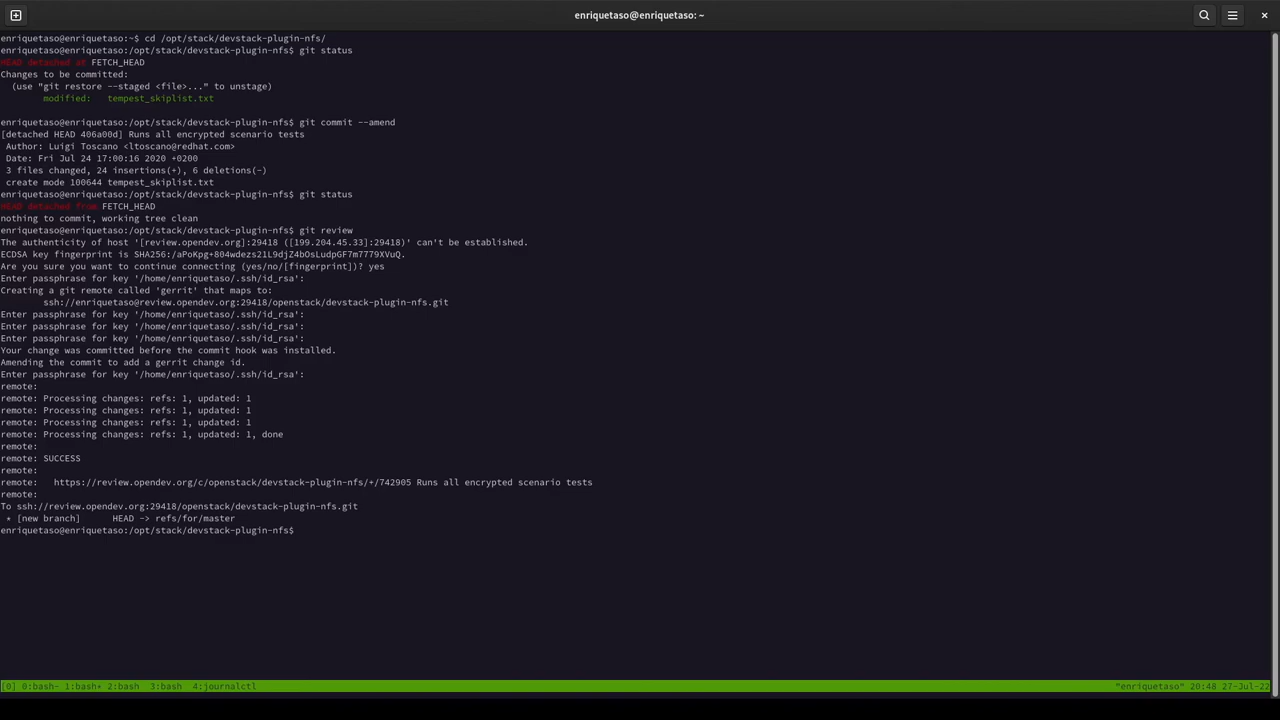 enriquetaso@enriquetaso: ~
enriquetaso@enriquetaso:~$ cd /opt/stack/devstack-plugin-nfs/
enriquetaso@enriquetaso:/opt/stack/devstack-plugin-nfs$ git status
HEAD detached at FETCH_HEAD
Changes to be committed:
  (use "git restore --staged <file>..." to unstage)
        modified:   tempest_skiplist.txt
enriquetaso@enriquetaso:/opt/stack/devstack-plugin-nfs$ git commit --amend
[detached HEAD 406a00d] Runs all encrypted scenario tests
 Author: Luigi Toscano <ltoscano@redhat.com>
 Date: Fri Jul 24 17:00:16 2020 +0200
 3 files changed, 24 insertions(+), 6 deletions(-)
 create mode 100644 tempest_skiplist.txt
enriquetaso@enriquetaso:/opt/stack/devstack-plugin-nfs$ git status
HEAD detached from FETCH_HEAD
nothing to commit, working tree clean
enriquetaso@enriquetaso:/opt/stack/devstack-plugin-nfs$ git review
The authenticity of host '[review.opendev.org]:29418 ([199.204.45.33]:29418)' can't be established.
ECDSA key fingerprint is SHA256:/aPoKpg+804wdezs21L9djZ4bOsLudpGF7m7779XVuQ.
Are you sure you want to continue connecting (yes/no/[fingerprint])? yes
Enter passphrase for key '/home/enriquetaso/.ssh/id_rsa':
Creating a git remote called 'gerrit' that maps to:
        ssh://enriquetaso@review.opendev.org:29418/openstack/devstack-plugin-nfs.git
Enter passphrase for key '/home/enriquetaso/.ssh/id_rsa':
Enter passphrase for key '/home/enriquetaso/.ssh/id_rsa':
Enter passphrase for key '/home/enriquetaso/.ssh/id_rsa':
Your change was committed before the commit hook was installed.
Amending the commit to add a gerrit change id.
Enter passphrase for key '/home/enriquetaso/.ssh/id_rsa':
remote:
remote: Processing changes: refs: 1, updated: 1
remote: Processing changes: refs: 1, updated: 1
remote: Processing changes: refs: 1, updated: 1
remote: Processing changes: refs: 1, updated: 1, done
remote:
remote: SUCCESS
remote:
remote:   https://review.opendev.org/c/openstack/devstack-plugin-nfs/+/742905 Runs all encrypted scenario tests
remote:
To ssh://review.opendev.org:29418/openstack/devstack-plugin-nfs.git
 * [new branch]      HEAD -> refs/for/master
enriquetaso@enriquetaso:/opt/stack/devstack-plugin-nfs$
[0] 0:bash- 1:bash* 2:bash  3:bash  4:journalctl "enriquetaso" 20:48 27-Jul-22